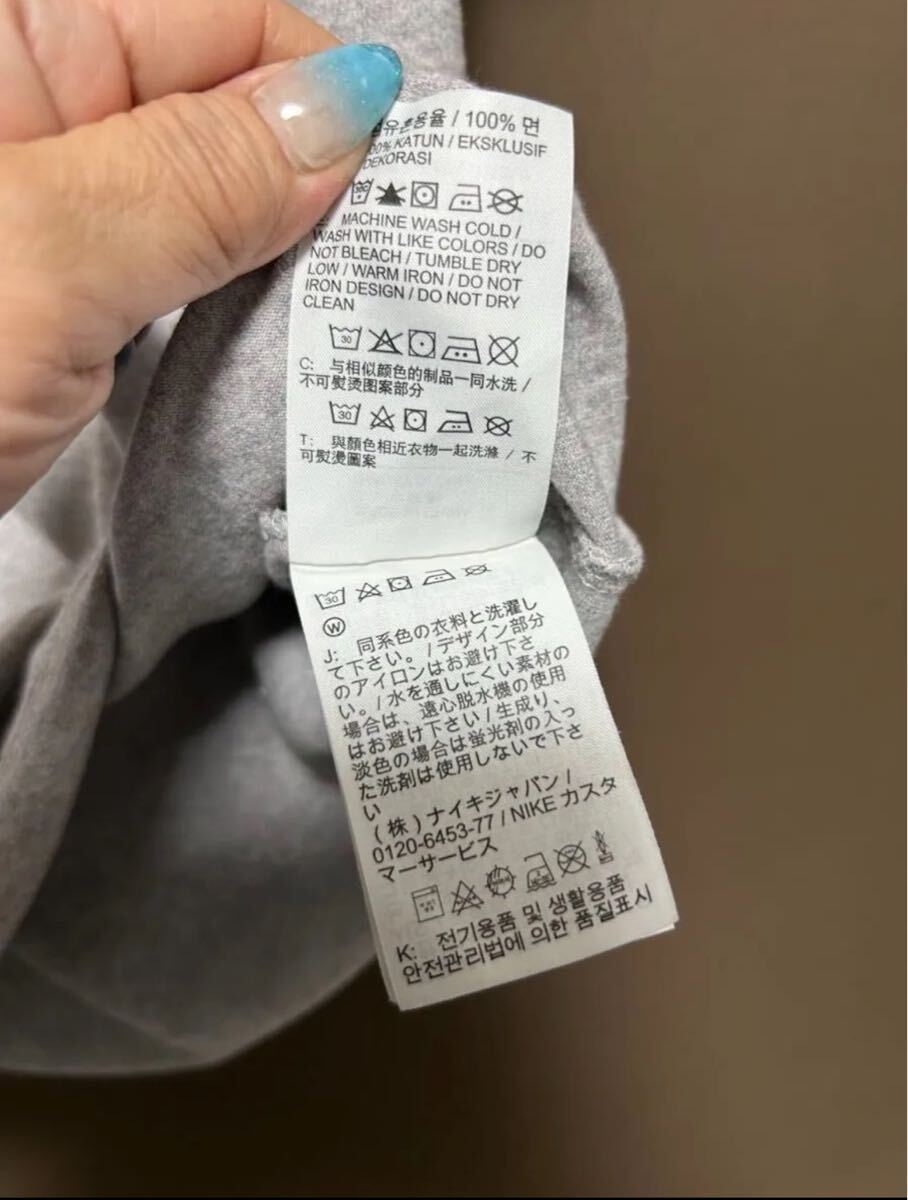 유혼용율 / 100% 면
KATUN / EKSKLUSIF
DEKORASI
MACHINE WASH COLD /
WASH WITH LIKE COLORS / DO
NOT BLEACH / TUMBLE DRY
LOW / WARM IRON / DO NOT
IRON DESIGN / DO NOT DRY
CLEAN
30
C: 与相似颜色的制品一同水洗 /
不可熨烫图案部分
30
T: 與顏色相近衣物一起洗滌 / 不
可熨燙圖案
30
W
J: 同系色の衣料と洗濯し
て下さい。/ デザイン部分
のアイロンはお避け下さ
い。/ 水を通しにくい素材の
場合は、遠心脱水機の使用
はお避け下さい / 生成り、
淡色の場合は蛍光剤の入っ
た洗剤は使用しないで下さ
い
(株) ナイキジャパン /
0120-6453-77 / NIKE カスタ
マーサービス
K: 전기용품 및 생활용품
안전관리법에 의한 품질표시